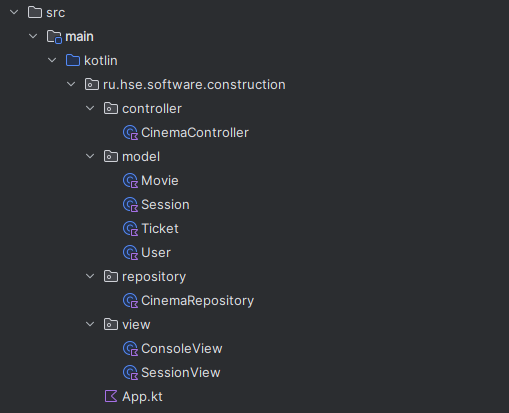 src
main
kotlin
ru.hse.software.construction
controller
CinemaController
model
Movie
Session
Ticket
User
repository
CinemaRepository
view
ConsoleView
SessionView
App.kt